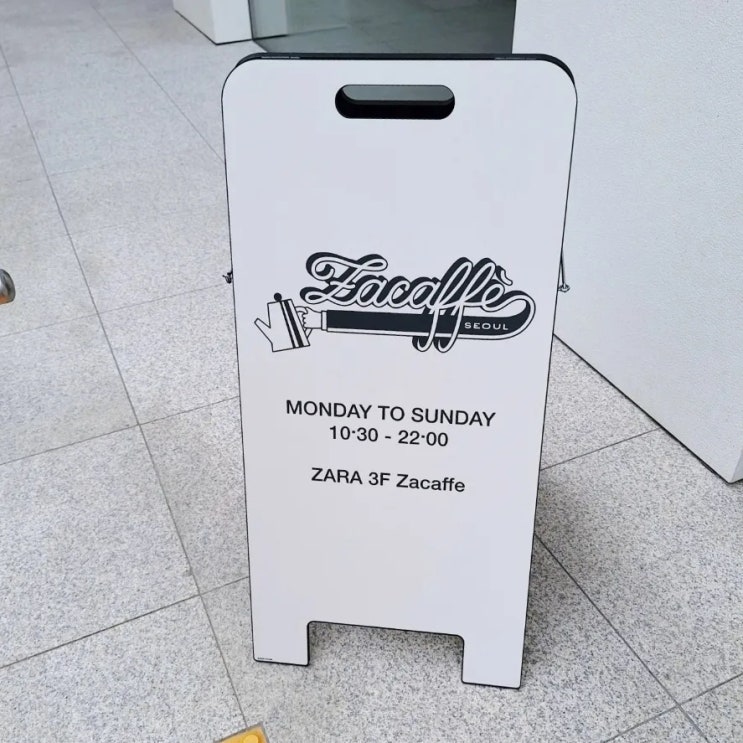 Zacaffè
SEOUL
MONDAY TO SUNDAY
10·30 - 22·00
ZARA 3F Zacaffe